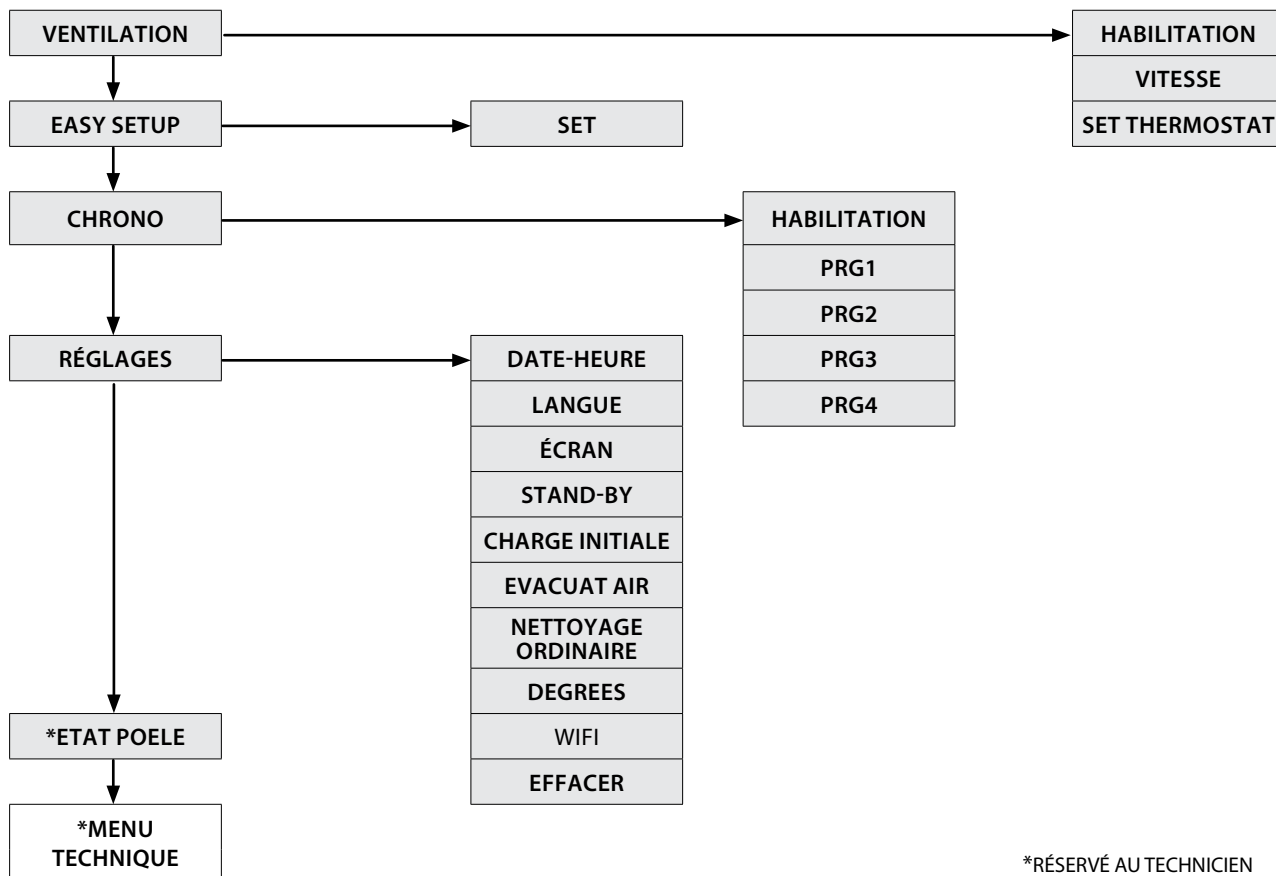 VENTILATION
HABILITATION
VITESSE
SET THERMOSTAT
EASY SETUP
SET
CHRONO
HABILITATION
PRG1
PRG2
PRG3
PRG4
RÉGLAGES
DATE-HEURE
LANGUE
ÉCRAN
STAND-BY
CHARGE INITIALE
EVACUAT AIR
NETTOYAGE
ORDINAIRE
DEGREES
WIFI
EFFACER
*ETAT POELE
*MENU
TECHNIQUE
*RÉSERVÉ AU TECHNICIEN